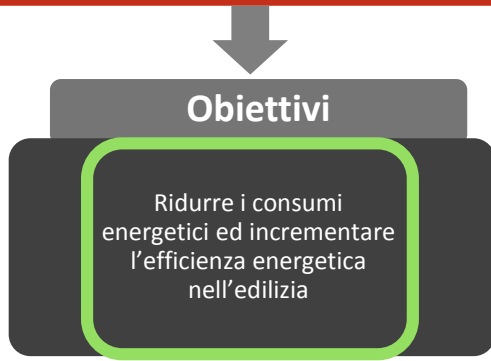 Obiettivi
Ridurre i consumi
energetici ed incrementare
l’efficienza energetica
nell’edilizia